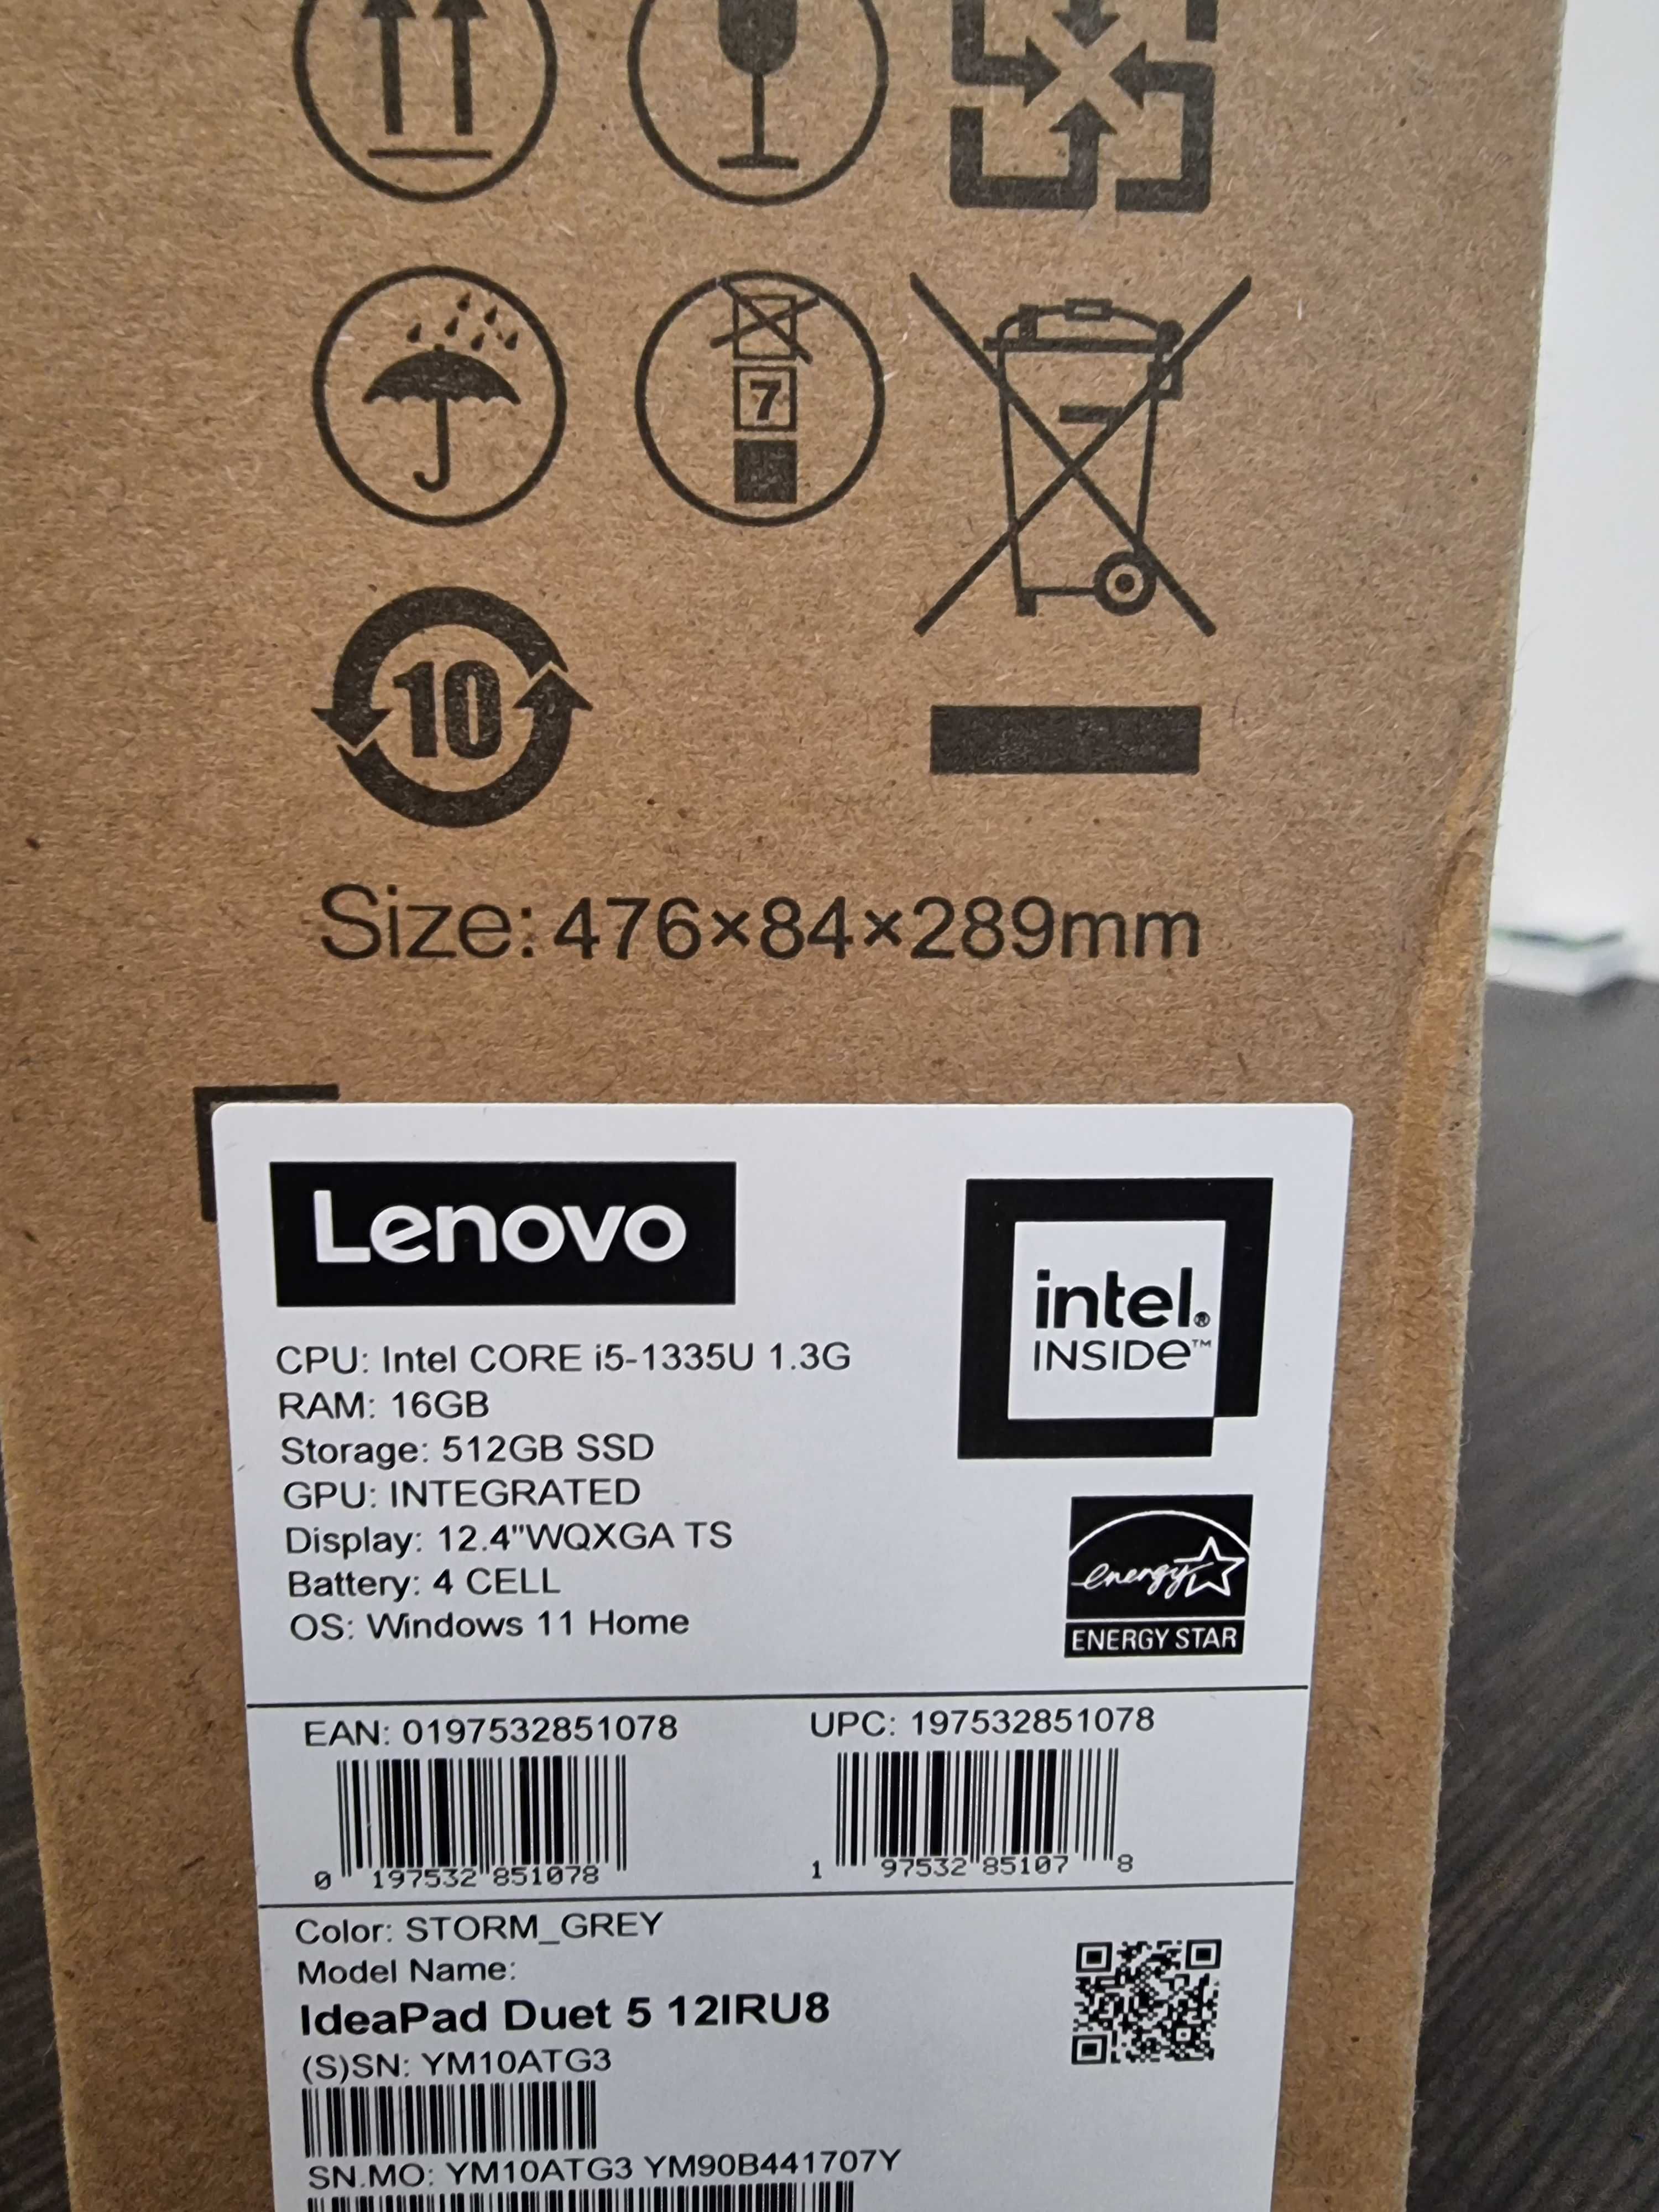 7
10
Size: 476×84×289mm
Lenovo
intel®
INSIDE™
CPU: Intel CORE i5-1335U 1.3G
RAM: 16GB
Storage: 512GB SSD
GPU: INTEGRATED
Display: 12.4"WQXGA TS
Battery: 4 CELL
OS: Windows 11 Home
energy
ENERGY STAR
EAN: 0197532851078
UPC: 197532851078
0 197532 851078
1 97532 85107 8
Color: STORM_GREY
Model Name:
IdeaPad Duet 5 12IRU8
(S)SN: YM10ATG3
SN.MO: YM10ATG3 YM90B441707Y